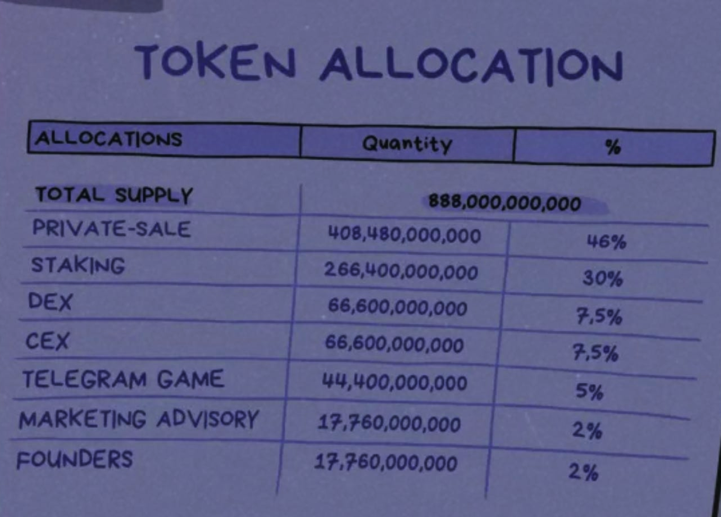 TOKEN ALLOCATION
ALLOCATIONS Quantity %
TOTAL SUPPLY 888,000,000,000
PRIVATE-SALE 408,480,000,000 46%
STAKING 266,400,000,000 30%
DEX 66,600,000,000 7,5%
CEX 66,600,000,000 7,5%
TELEGRAM GAME 44,400,000,000 5%
MARKETING ADVISORY 17,760,000,000 2%
FOUNDERS 17,760,000,000 2%